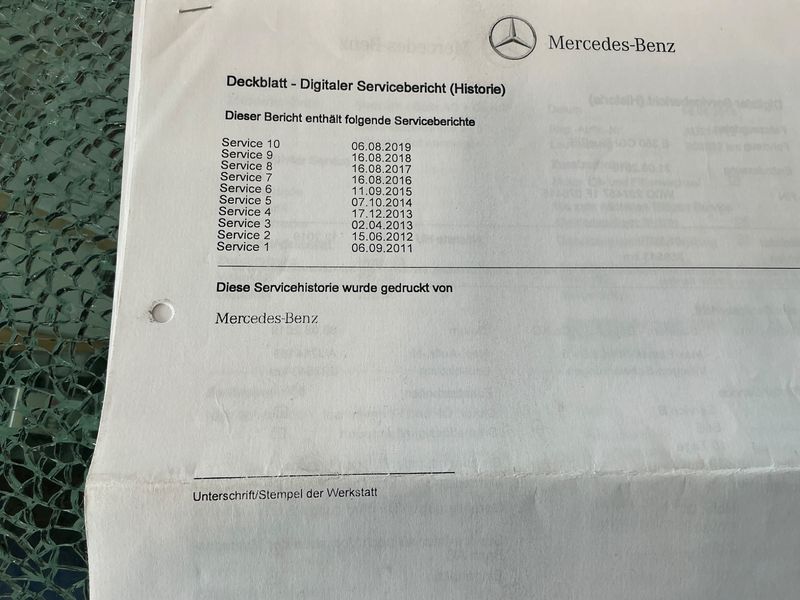 Mercedes-Benz
Deckblatt - Digitaler Servicebericht (Historie)
Dieser Bericht enthält folgende Serviceberichte
Service 10 06.08.2019
Service 9 16.08.2018
Service 8 16.08.2017
Service 7 16.08.2016
Service 6 11.09.2015
Service 5 07.10.2014
Service 4 17.12.2013
Service 3 02.04.2013
Service 2 15.06.2012
Service 1 06.09.2011
Diese Servicehistorie wurde gedruckt von
Mercedes-Benz
Unterschrift/Stempel der Werkstatt